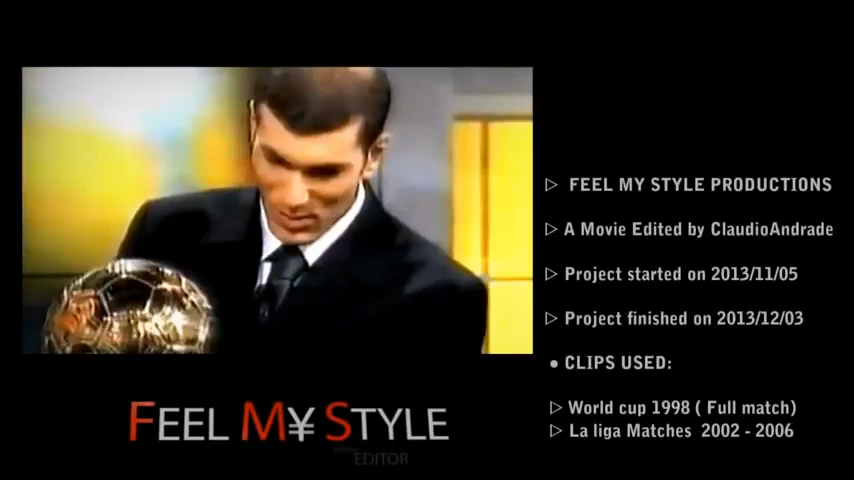 FEEL M¥ STYLE
EDITOR
FEEL MY STYLE PRODUCTIONS
A Movie Edited by ClaudioAndrade
Project started on 2013/11/05
Project finished on 2013/12/03
CLIPS USED:
World cup 1998 ( Full match)
La liga Matches 2002 - 2006